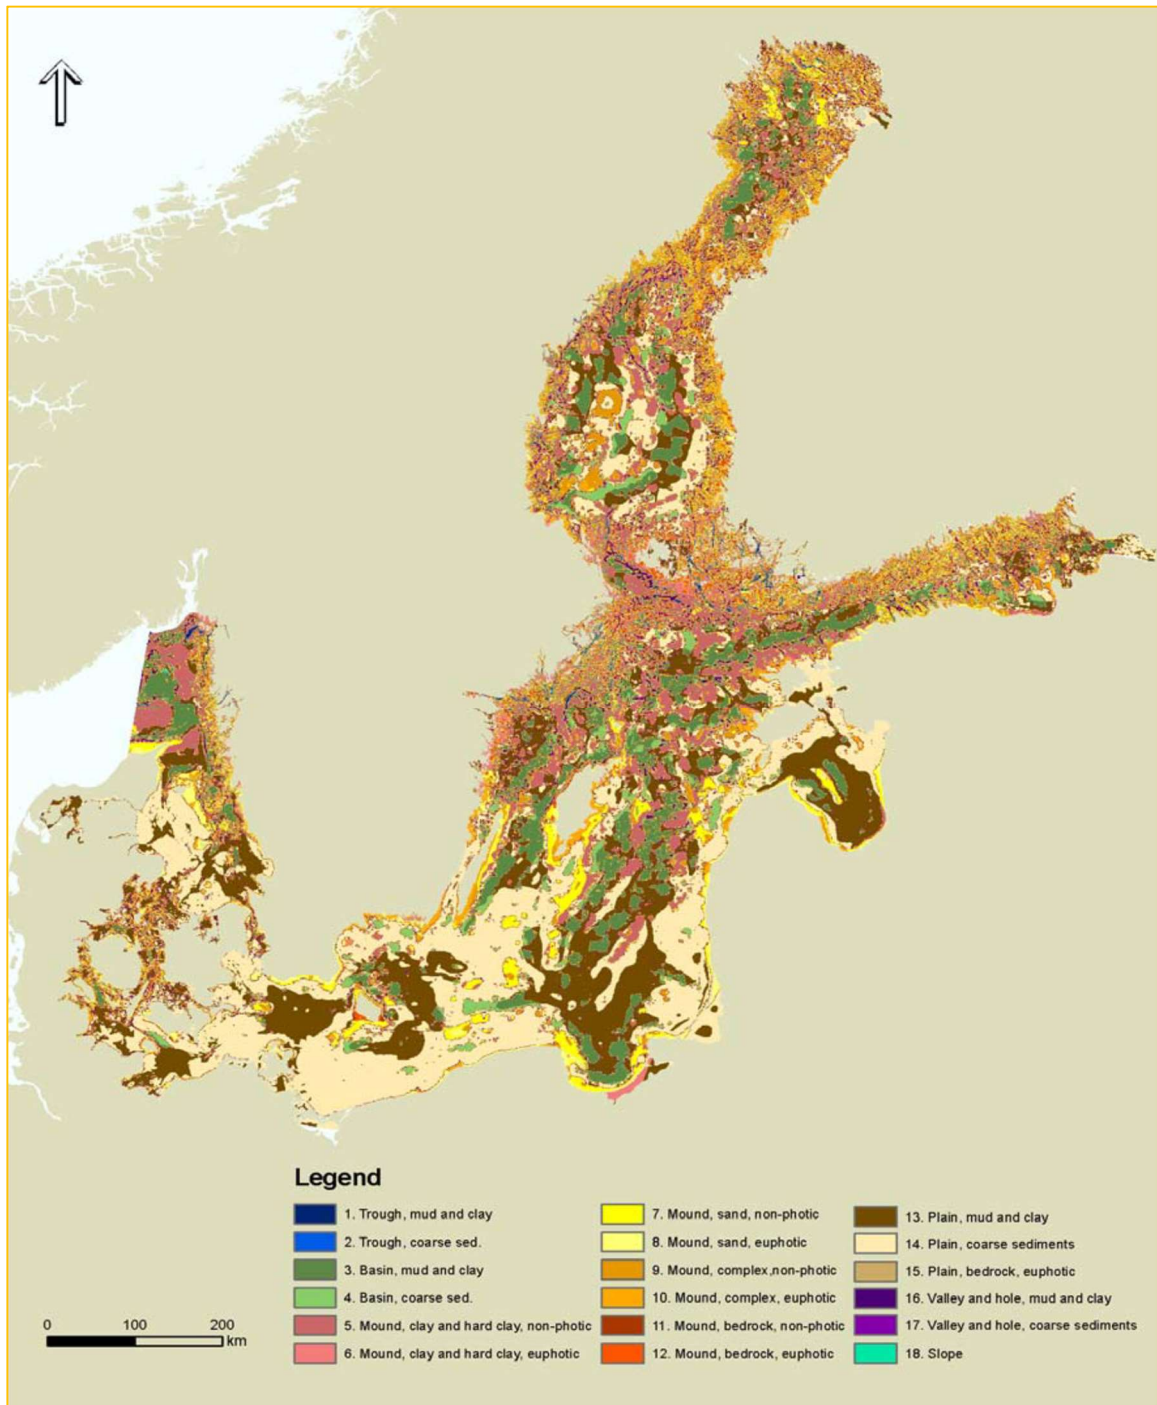 Legend
1. Trough, mud and clay
2. Trough, coarse sed.
3. Basin, mud and clay
4. Basin, coarse sed.
5. Mound, clay and hard clay, non-photic
6. Mound, clay and hard clay, euphotic
7. Mound, sand, non-photic
8. Mound, sand, euphotic
9. Mound, complex,non-photic
10. Mound, complex, euphotic
11. Mound, bedrock, non-photic
12. Mound, bedrock, euphotic
13. Plain, mud and clay
14. Plain, coarse sediments
15. Plain, bedrock, euphotic
16. Valley and hole, mud and clay
17. Valley and hole, coarse sediments
18. Slope
0 100 200
km